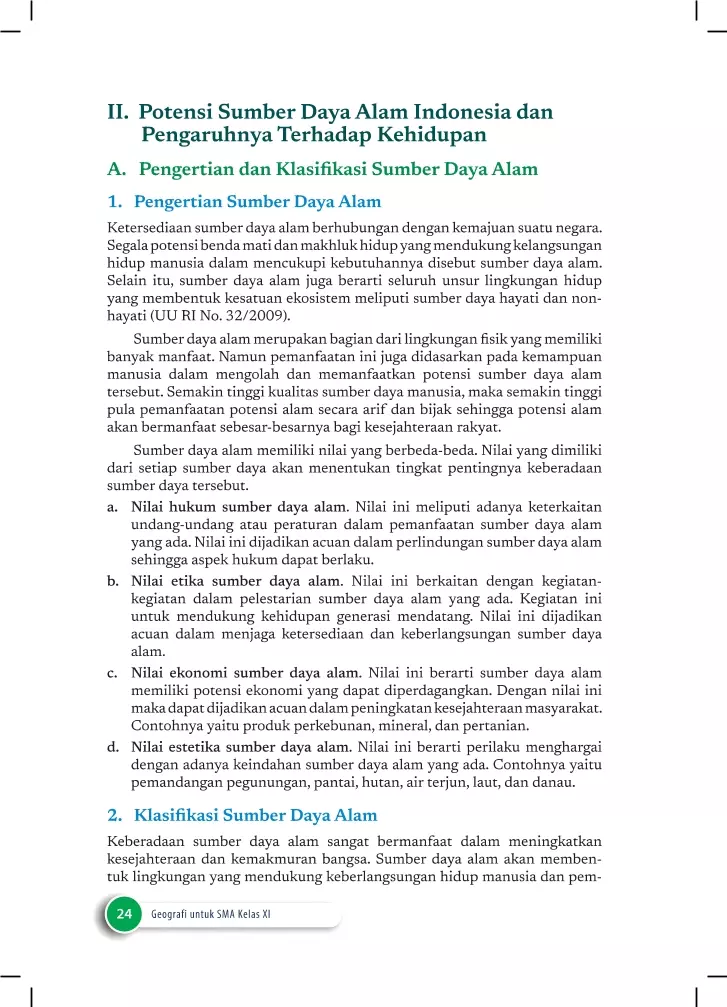 II. Potensi Sumber Daya Alam Indonesia dan
Pengaruhnya Terhadap Kehidupan
A. Pengertian dan Klasifikasi Sumber Daya Alam
1. Pengertian Sumber Daya Alam
Ketersediaan sumber daya alam berhubungan dengan kemajuan suatu negara.
Segala potensi benda mati dan makhluk hidup yang mendukung kelangsungan
hidup manusia dalam mencukupi kebutuhannya disebut sumber daya alam.
Selain itu, sumber daya alam juga berarti seluruh unsur lingkungan hidup
yang membentuk kesatuan ekosistem meliputi sumber daya hayati dan non-
hayati (UU RI No. 32/2009).
Sumber daya alam merupakan bagian dari lingkungan fisik yang memiliki
banyak manfaat. Namun pemanfaatan ini juga didasarkan pada kemampuan
manusia dalam mengolah dan memanfaatkan potensi sumber daya alam
tersebut. Semakin tinggi kualitas sumber daya manusia, maka semakin tinggi
pula pemanfaatan potensi alam secara arif dan bijak sehingga potensi alam
akan bermanfaat sebesar-besarnya bagi kesejahteraan rakyat.
Sumber daya alam memiliki nilai yang berbeda-beda. Nilai yang dimiliki
dari setiap sumber daya akan menentukan tingkat pentingnya keberadaan
sumber daya tersebut.
a. Nilai hukum sumber daya alam. Nilai ini meliputi adanya keterkaitan
undang-undang atau peraturan dalam pemanfaatan sumber daya alam
yang ada. Nilai ini dijadikan acuan dalam perlindungan sumber daya alam
sehingga aspek hukum dapat berlaku.
b. Nilai etika sumber daya alam. Nilai ini berkaitan dengan kegiatan-
kegiatan dalam pelestarian sumber daya alam yang ada. Kegiatan ini
untuk mendukung kehidupan generasi mendatang. Nilai ini dijadikan
acuan dalam menjaga ketersediaan dan keberlangsungan sumber daya
alam.
c. Nilai ekonomi sumber daya alam. Nilai ini berarti sumber daya alam
memiliki potensi ekonomi yang dapat diperdagangkan. Dengan nilai ini
maka dapat dijadikan acuan dalam peningkatan kesejahteraan masyarakat.
Contohnya yaitu produk perkebunan, mineral, dan pertanian.
d. Nilai estetika sumber daya alam. Nilai ini berarti perilaku menghargai
dengan adanya keindahan sumber daya alam yang ada. Contohnya yaitu
pemandangan pegunungan, pantai, hutan, air terjun, laut, dan danau.
2. Klasifikasi Sumber Daya Alam
Keberadaan sumber daya alam sangat bermanfaat dalam meningkatkan
kesejahteraan dan kemakmuran bangsa. Sumber daya alam akan memben-
tuk lingkungan yang mendukung keberlangsungan hidup manusia dan pem-
24 Geografi untuk SMA Kelas XI